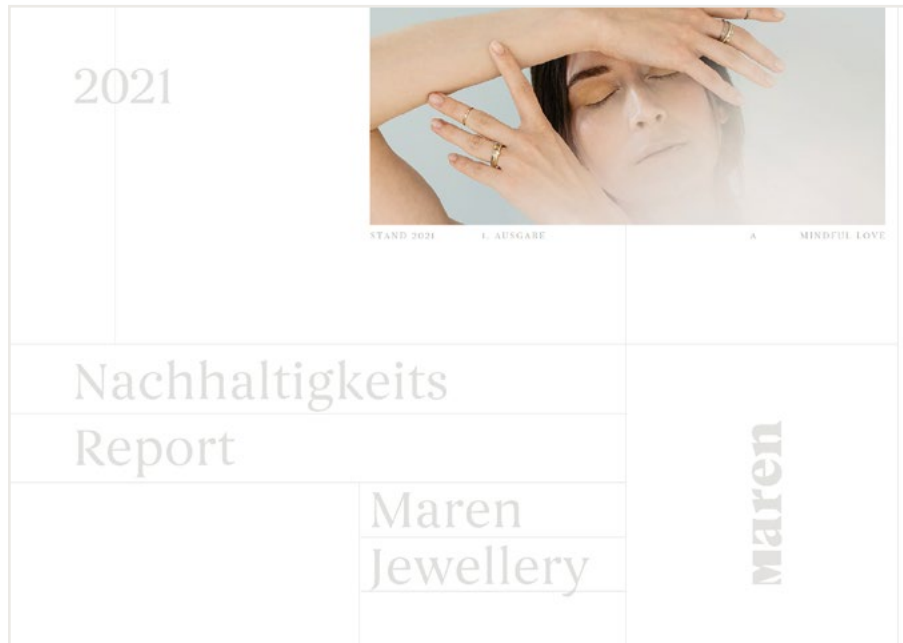 2021
STAND 2021 1. AUSGABE A MINDFUL LOVE
Nachhaltigkeits
Report
Maren
Jewellery
Maren